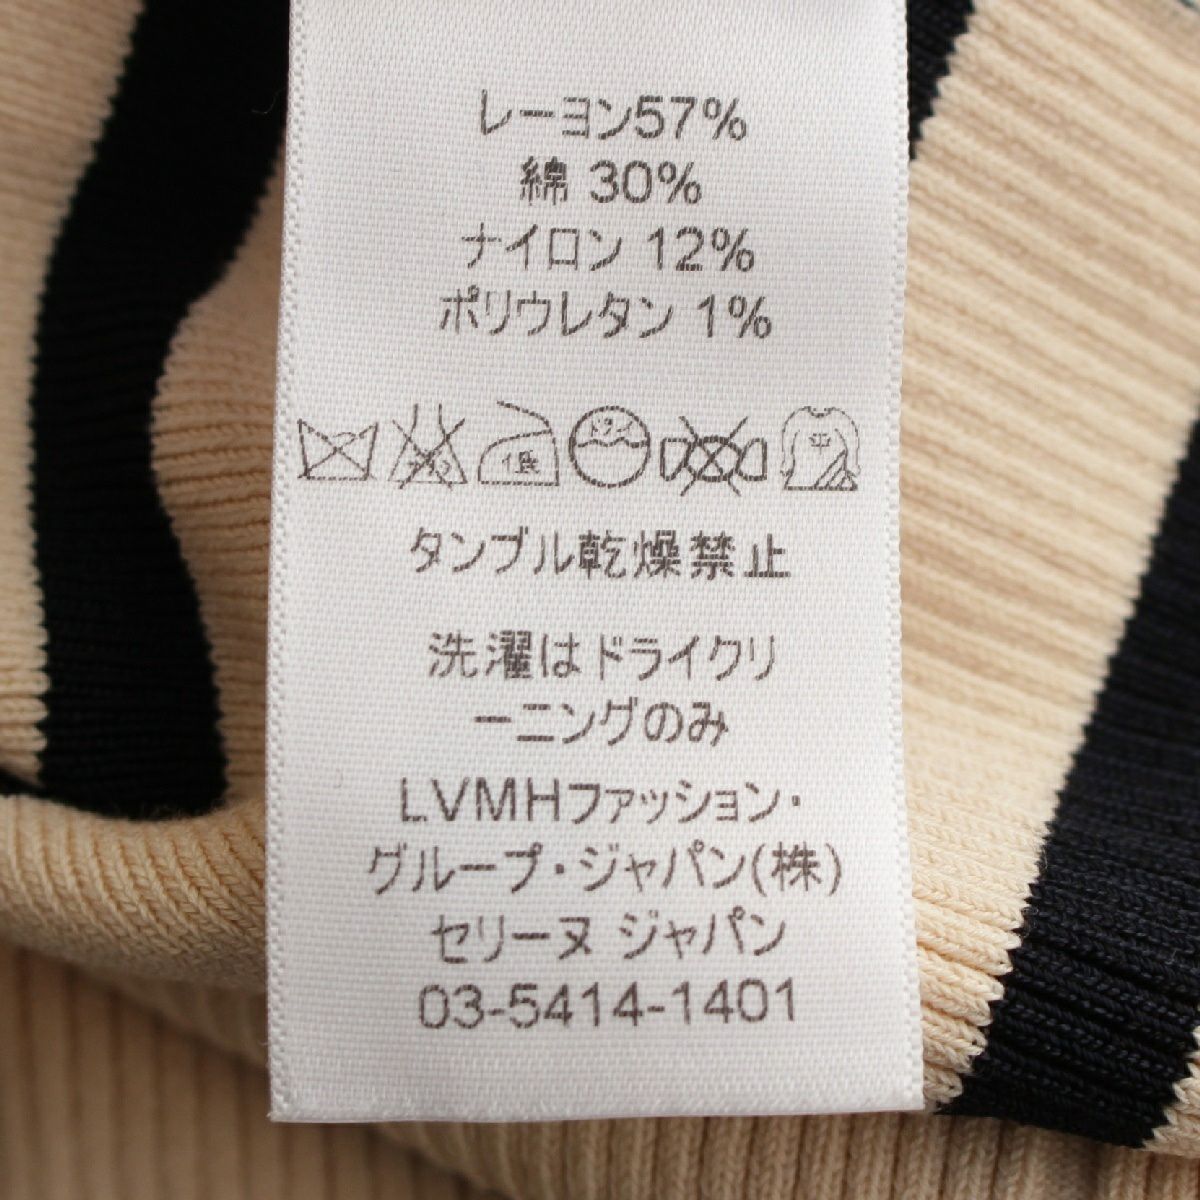 レーヨン57%
綿 30%
ナイロン 12%
ポリウレタン 1%
ドライ
タンブル乾燥禁止
洗濯はドライクリ
ーニングのみ
LVMHファッション・
グループ・ジャパン(株)
セリーヌ ジャパン
03-5414-1401